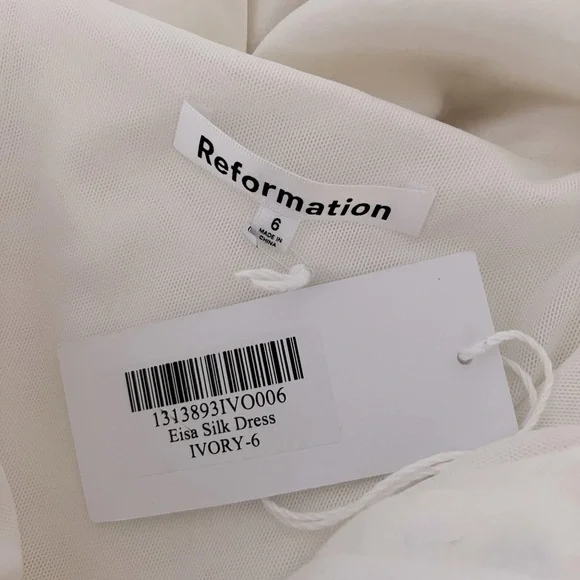 Reformation
6
MADE IN
CHINA
1313893IVO006
Eisa Silk Dress
IVORY-6